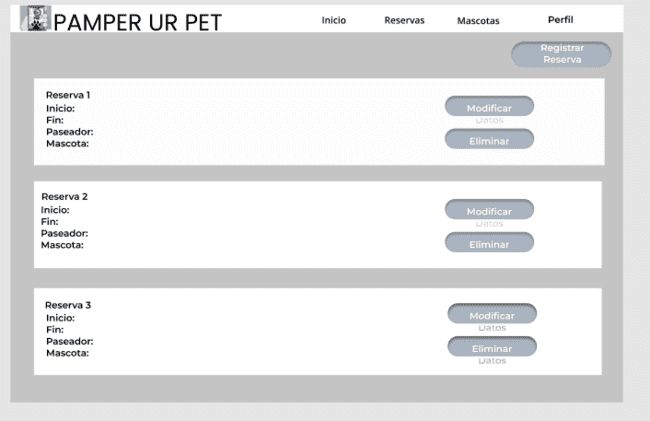 PAMPER UR PET
Inicio Reservas Mascotas Perfil
Registrar
Reserva
Reserva 1
Inicio:
Fin:
Paseador:
Mascota:
Modificar
Datos
Eliminar
Reserva 2
Inicio:
Fin:
Paseador:
Mascota:
Modificar
Datos
Eliminar
Reserva 3
Inicio:
Fin:
Paseador:
Mascota:
Modificar
Datos
Eliminar
Datos